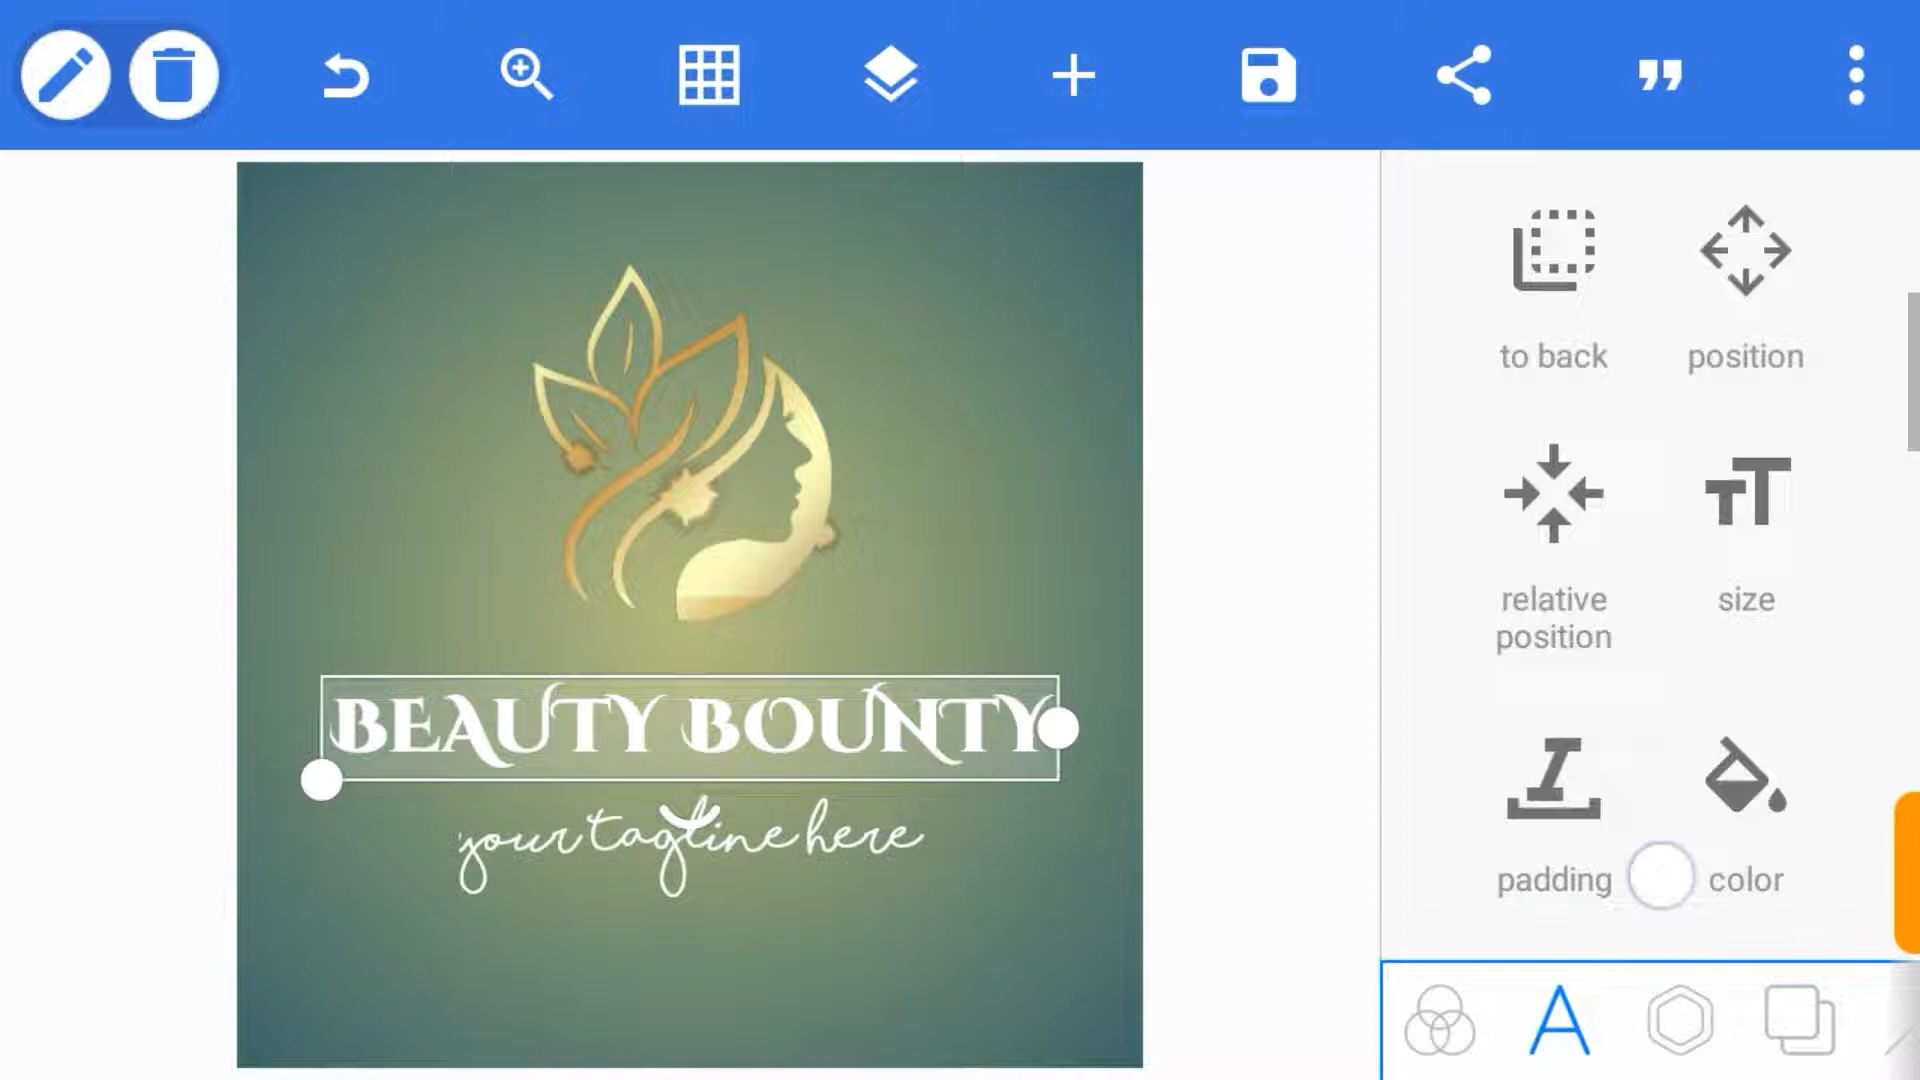 to back
position
relative
position
size
padding
color
BEAUTY BOUNTY
your tagline here